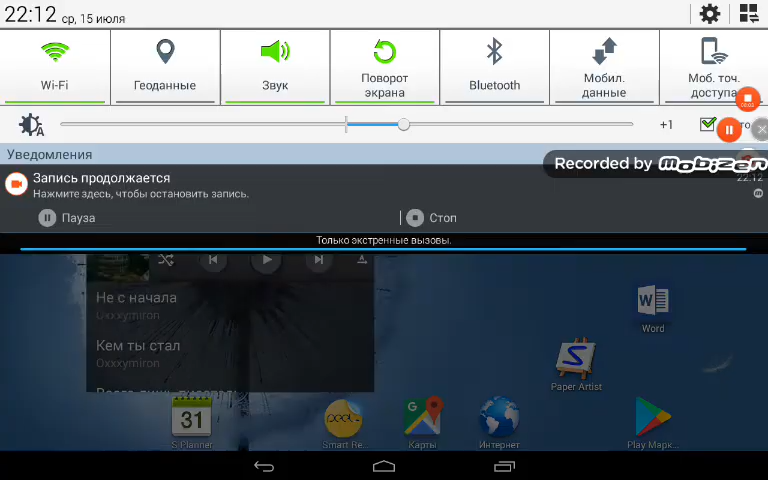 22:12 ср, 15 июля
Wi-Fi
Геоданные
Звук
Поворот
экрана
Bluetooth
Мобил.
данные
Моб. точ.
доступа
A
+1
Уведомления
Recorded by Mobizen
Запись продолжается
22:12
Нажмите здесь, чтобы остановить запись.
Пауза
Стоп
Только экстренные вызовы.
A
Не с начала
Oxxxymiron
Кем ты стал
Oxxxymiron
W
Word
Paper Artist
31
S Planner
Smart Re...
G
Карты
Интернет
Play Марк...